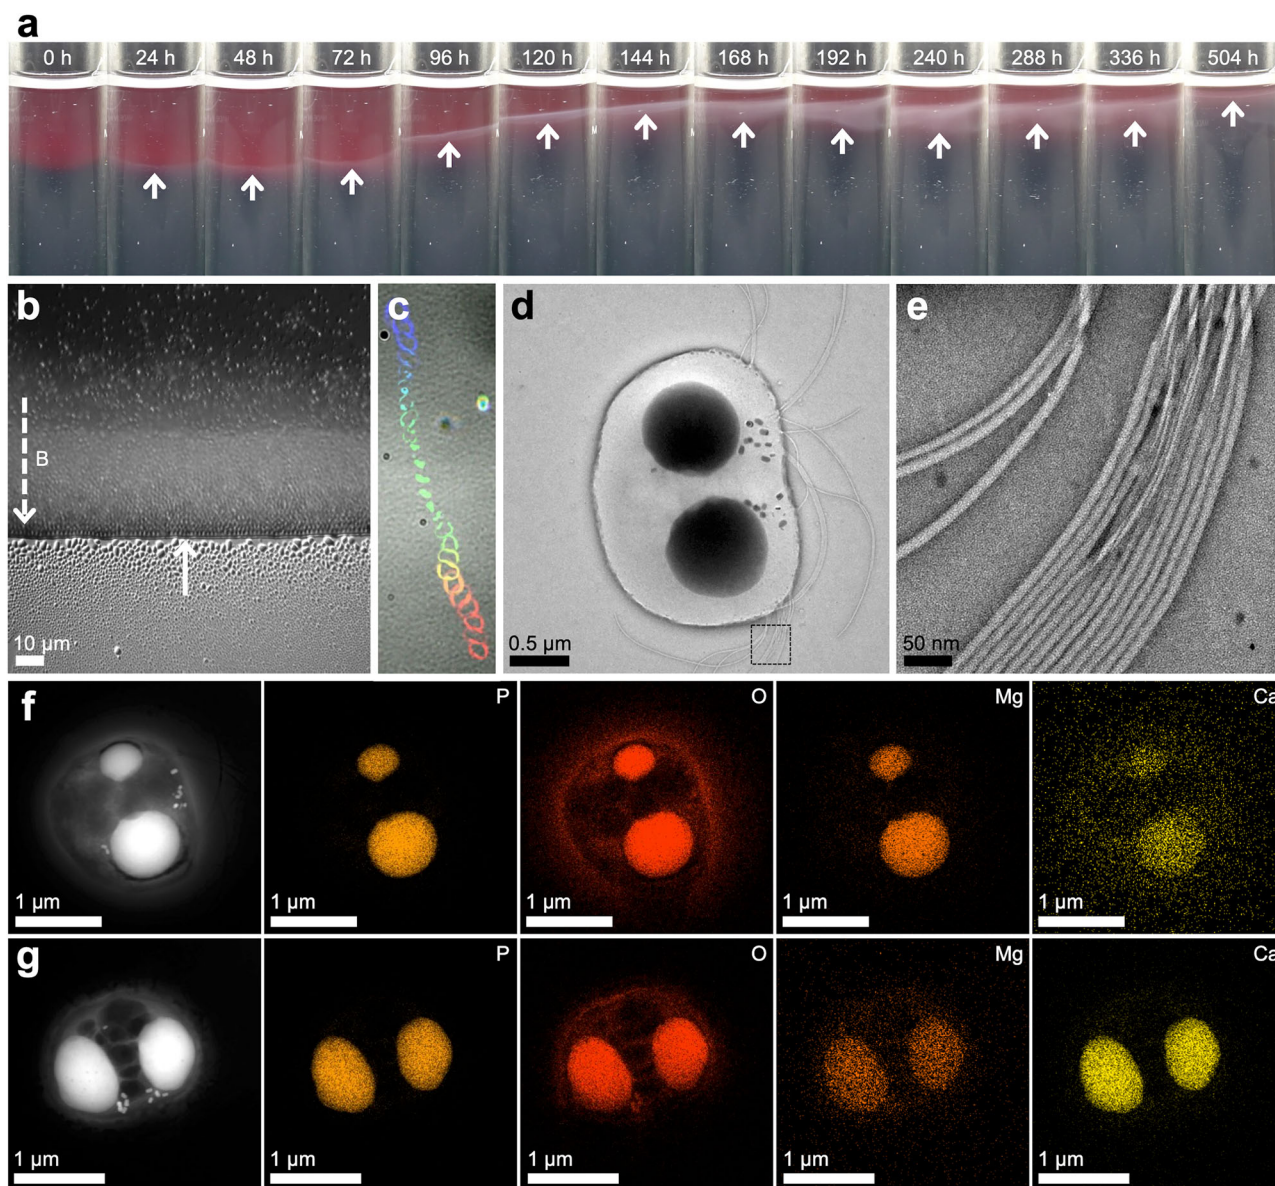 a
0 h 24 h 48 h 72 h 96 h 120 h 144 h 168 h 192 h 240 h 288 h 336 h 504 h
b c d e
B
10 µm 0.5 µm 50 nm
f P O Mg Ca
1 µm 1 µm 1 µm 1 µm 1 µm
g P O Mg Ca
1 µm 1 µm 1 µm 1 µm 1 µm